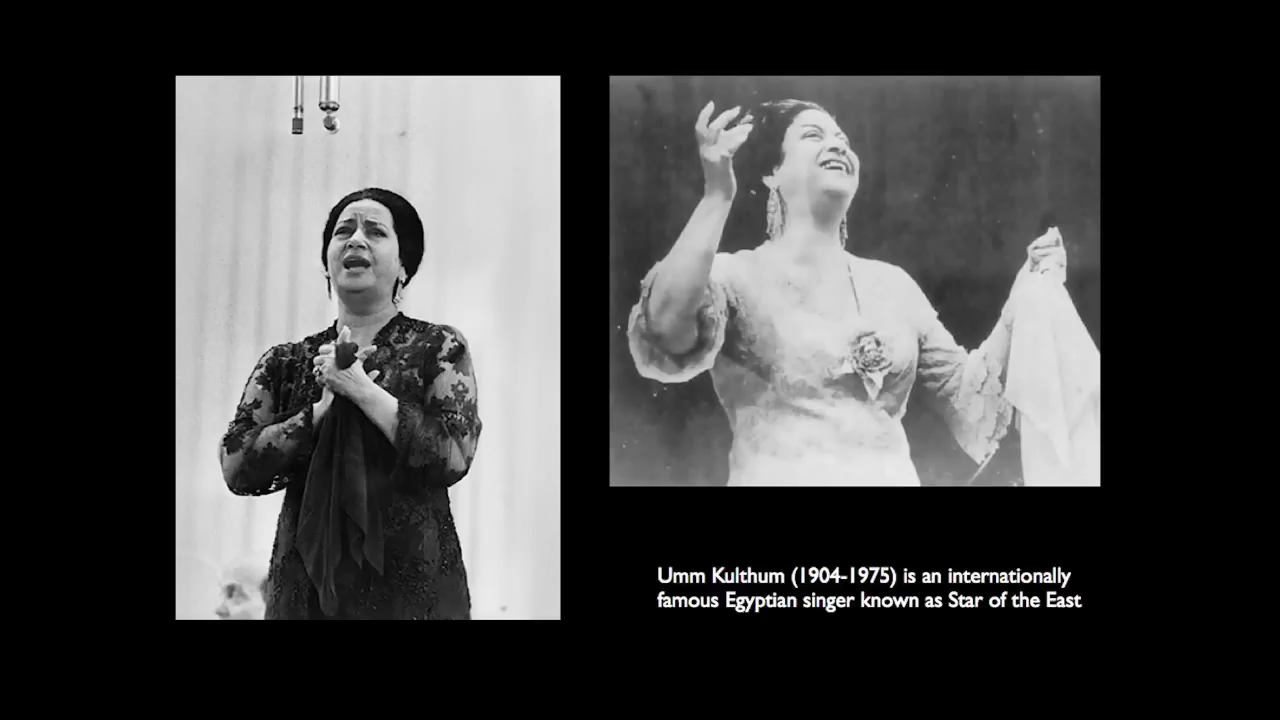 Umm Kulthum (1904-1975) is an internationally
famous Egyptian singer known as Star of the East